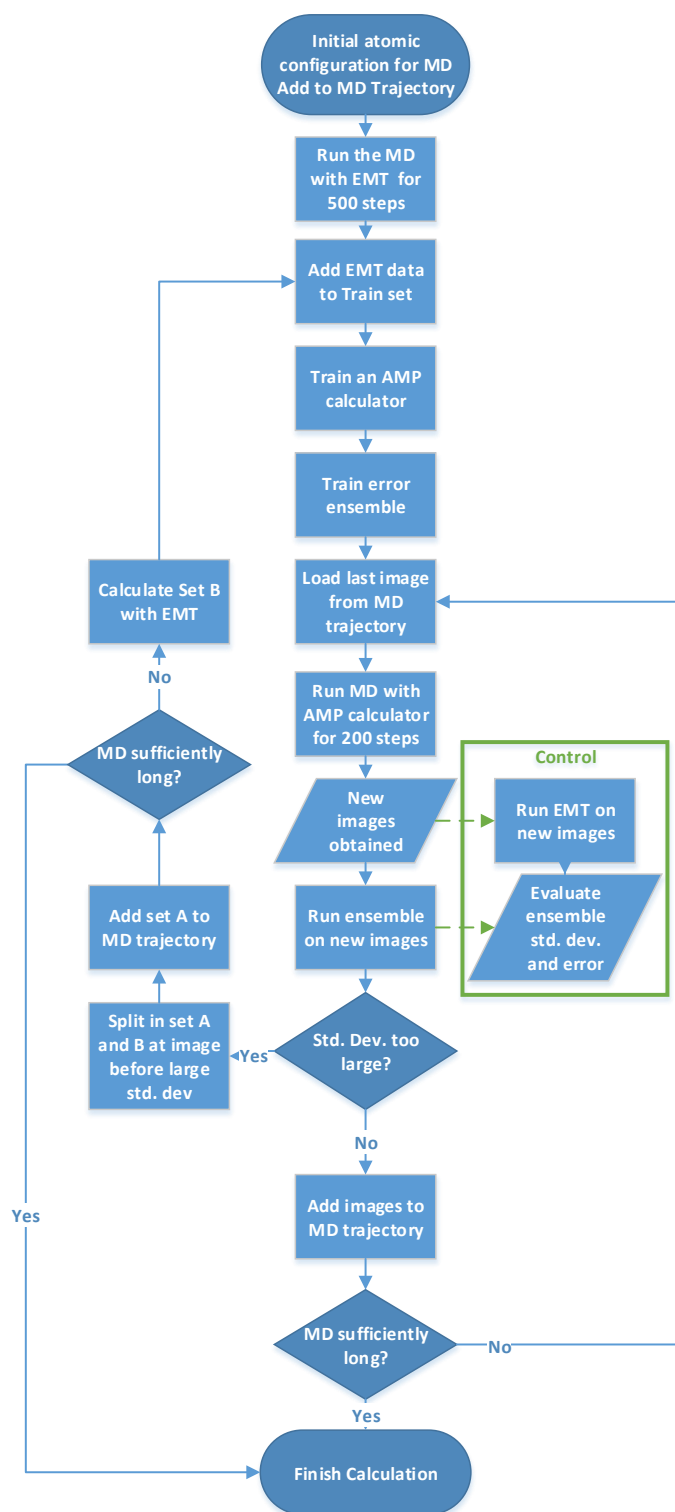 Initial atomic
configuration for MD
Add to MD Trajectory
Run the MD
with EMT for
500 steps
Add EMT data
to Train set
Train an AMP
calculator
Train error
ensemble
Load last image
from MD
trajectory
Calculate Set B
with EMT
No
Run MD with
AMP calculator
for 200 steps
MD sufficiently
long?
Control
New
images
obtained
Run EMT on
new images
Add set A to
MD trajectory
Run ensemble
on new images
Evaluate
ensemble
std. dev.
and error
Split in set A
and B at image
before large
std. dev
Yes
Std. Dev. too
large?
No
Add images to
MD trajectory
Yes
MD sufficiently
long?
No
Yes
Finish Calculation